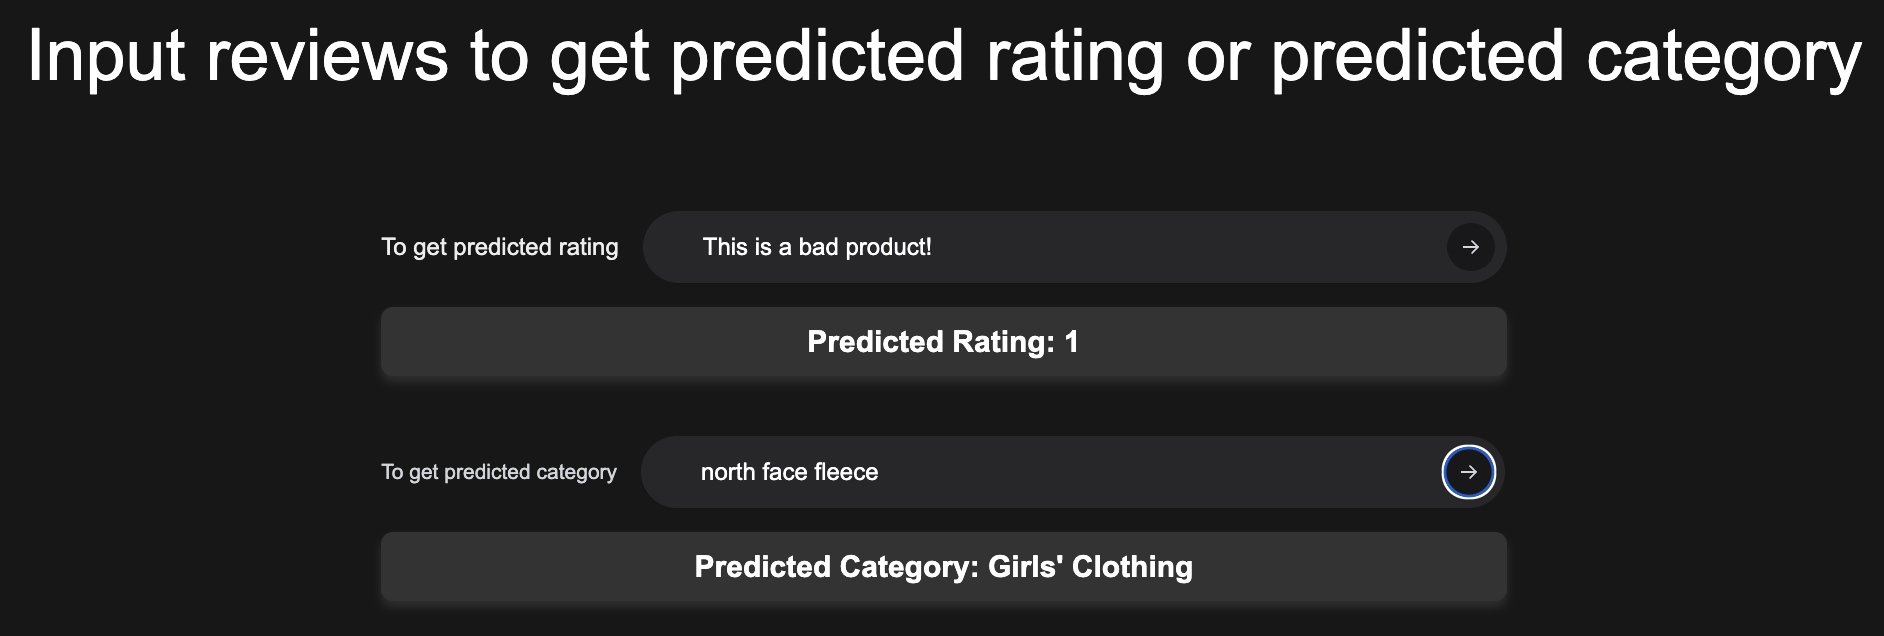 Input reviews to get predicted rating or predicted category
To get predicted rating
This is a bad product!
Predicted Rating: 1
To get predicted category
north face fleece
Predicted Category: Girls' Clothing